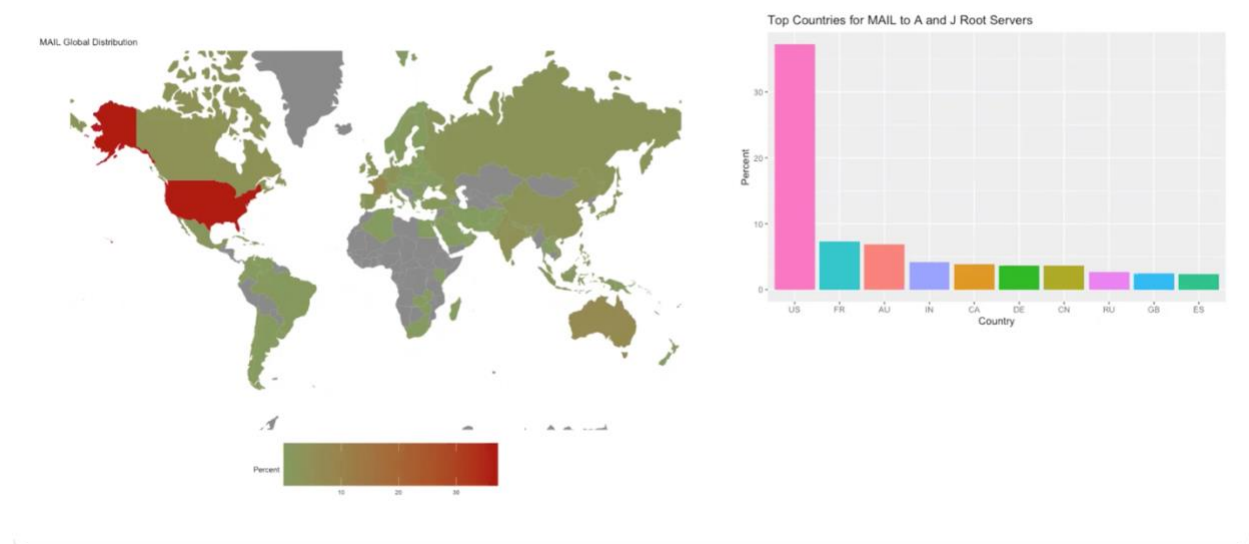 MAIL Global Distribution
Percent
10
20
30
Top Countries for MAIL to A and J Root Servers
Percent
30
20
10
0
US FR AU IN CA DE CN RU GB ES
Country